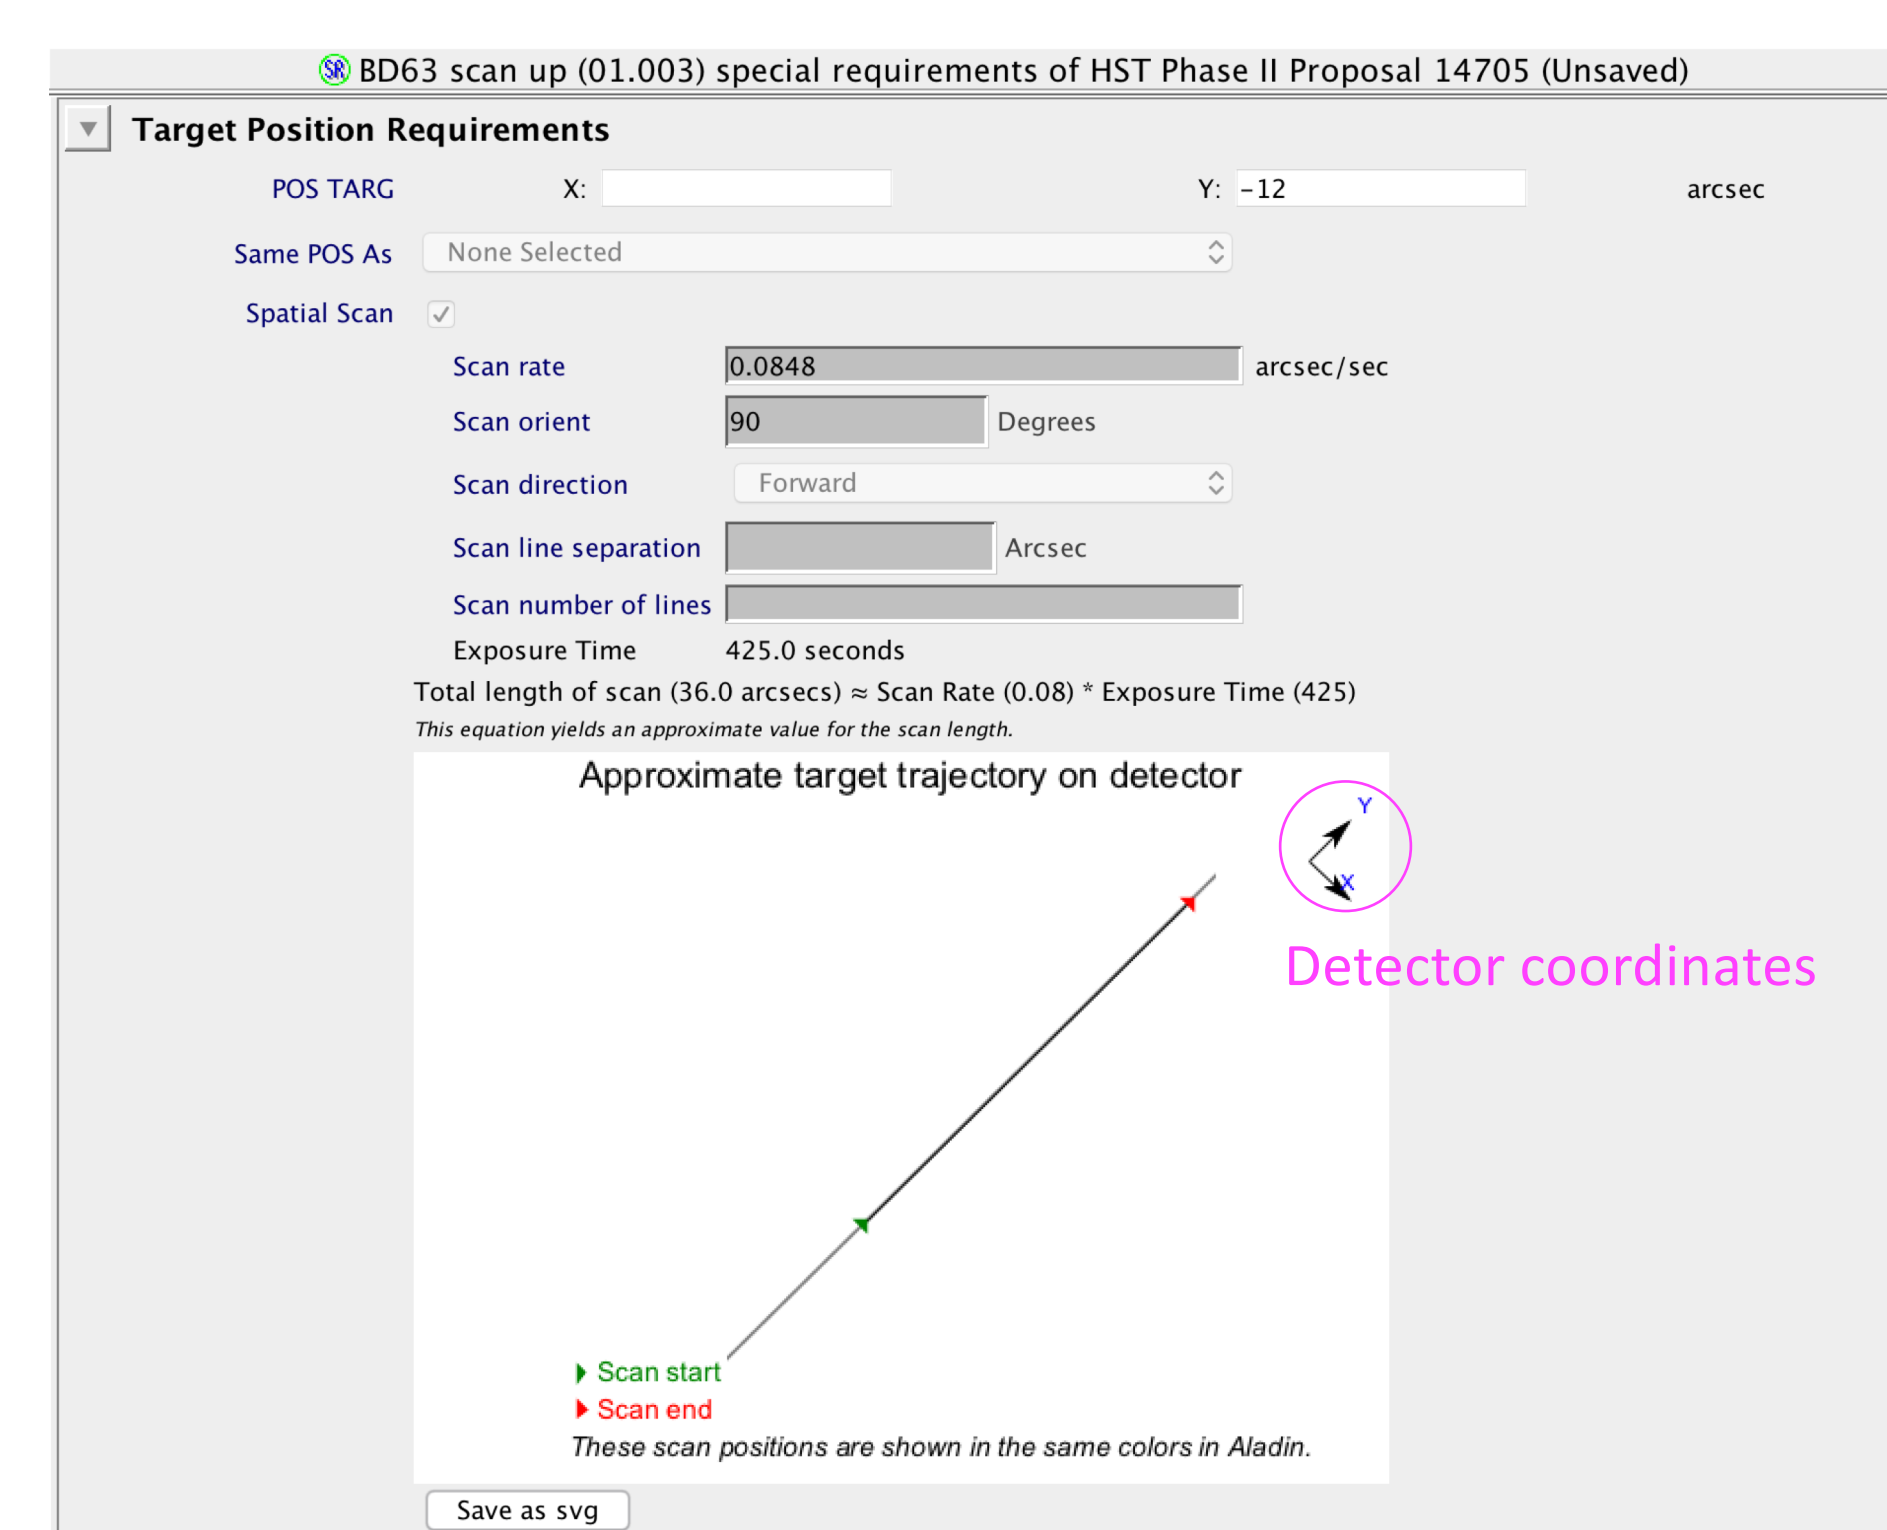 SR BD63 scan up (01.003) special requirements of HST Phase II Proposal 14705 (Unsaved)
Target Position Requirements
POS TARG X: Y: -12 arcsec
Same POS As None Selected
Spatial Scan
Scan rate 0.0848 arcsec/sec
Scan orient 90 Degrees
Scan direction Forward
Scan line separation Arcsec
Scan number of lines
Exposure Time 425.0 seconds
Total length of scan (36.0 arcsecs) ≈ Scan Rate (0.08) * Exposure Time (425)
This equation yields an approximate value for the scan length.
Approximate target trajectory on detector
Y
X
Detector coordinates
Scan start
Scan end
These scan positions are shown in the same colors in Aladin.
Save as svg